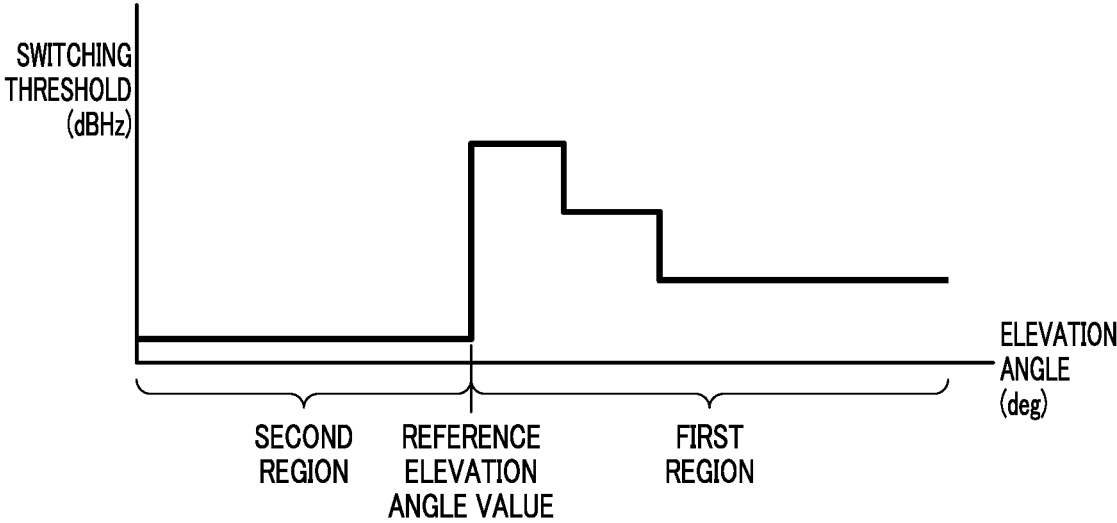 SWITCHING
THRESHOLD
(dBHz)
ELEVATION
ANGLE
(deg)
SECOND
REGION
REFERENCE
ELEVATION
ANGLE VALUE
FIRST
REGION